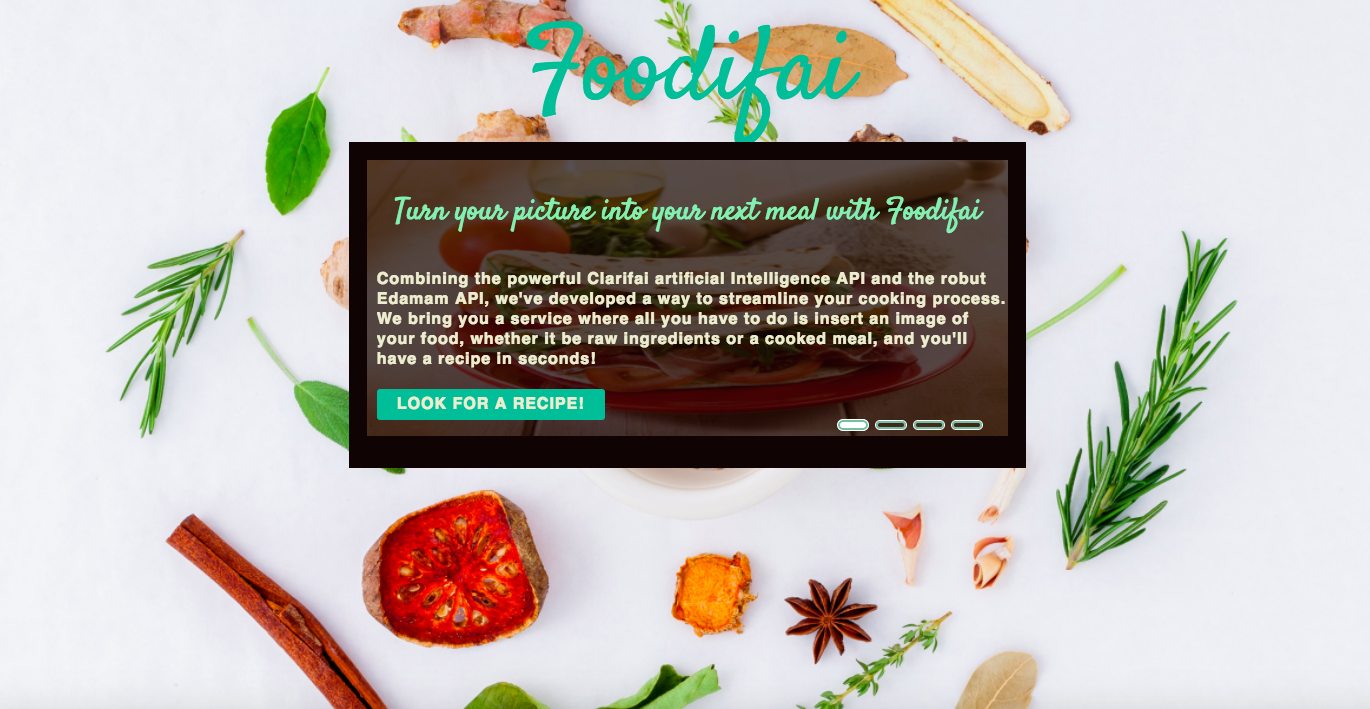 Foodifai
Turn your picture into your next meal with Foodifai
Combining the powerful Clarifai artificial Intelligence API and the robut
Edamam API, we've developed a way to streamline your cooking process.
We bring you a service where all you have to do is insert an image of
your food, whether it be raw ingredients or a cooked meal, and you'll
have a recipe in seconds!
LOOK FOR A RECIPE!